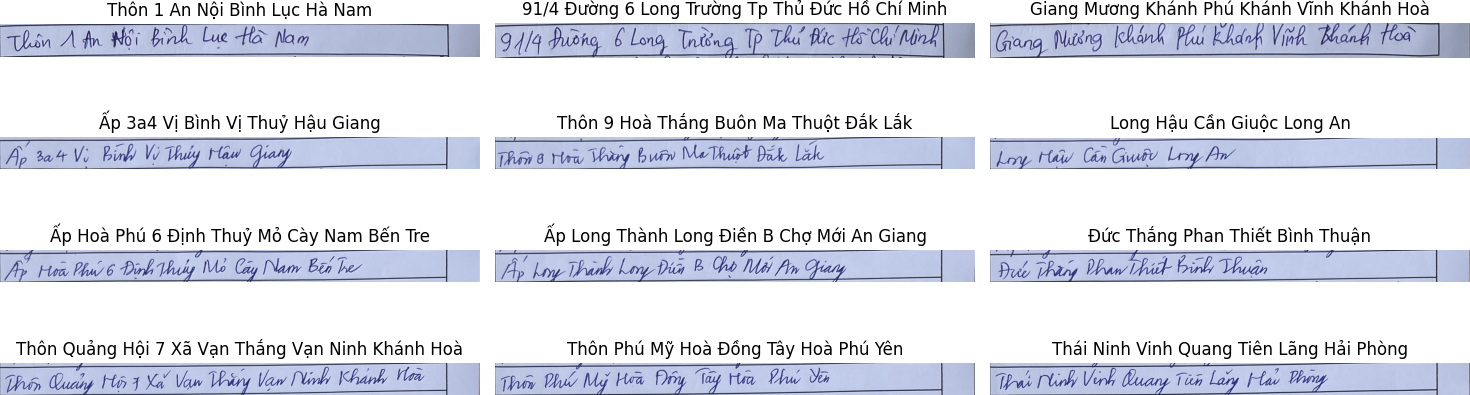 Thôn 1 An Nội Bình Lục Hà Nam
91/4 Đường 6 Long Trường Tp Thủ Đức Hồ Chí Minh
Giang Mương Khánh Phú Khánh Vĩnh Khánh Hoà
Thôn 1 An Nội Bình Lục Hà Nam
91/4 Đường 6 Long Trường Tp Thủ Đức Hồ Chí Minh
Giang Mương Khánh Phú Khánh Vĩnh Khánh Hoà
Ấp 3a4 Vị Bình Vị Thuỷ Hậu Giang
Thôn 9 Hoà Thắng Buôn Ma Thuột Đắk Lắk
Long Hậu Cần Giuộc Long An
Ấp 3a4 Vị Bình Vị Thủy Hậu Giang
Thôn 8 Hoà Thắng Buôn Ma Thuột Đắk Lắk
Long Hậu Cần Giuộc Long An
Ấp Hoà Phú 6 Định Thuỷ Mỏ Cày Nam Bến Tre
Ấp Long Thành Long Điền B Chợ Mới An Giang
Đức Thắng Phan Thiết Bình Thuận
Ấp Hoà Phú 6 Định Thủy Mỏ Cày Nam Bến Tre
Ấp Long Thành Long Điền B Chợ Mới An Giang
Đức Thắng Phan Thiết Bình Thuận
Thôn Quảng Hội 7 Xã Vạn Thắng Vạn Ninh Khánh Hoà
Thôn Phú Mỹ Hoà Đồng Tây Hoà Phú Yên
Thái Ninh Vinh Quang Tiên Lãng Hải Phòng
Thôn Quảng Hội 7 Xã Vạn Thắng Vạn Ninh Khánh Hoà
Thôn Phú Mỹ Hoà Đồng Tây Hoà Phú Yên
Thái Ninh Vinh Quang Tiên Lãng Hải Phòng